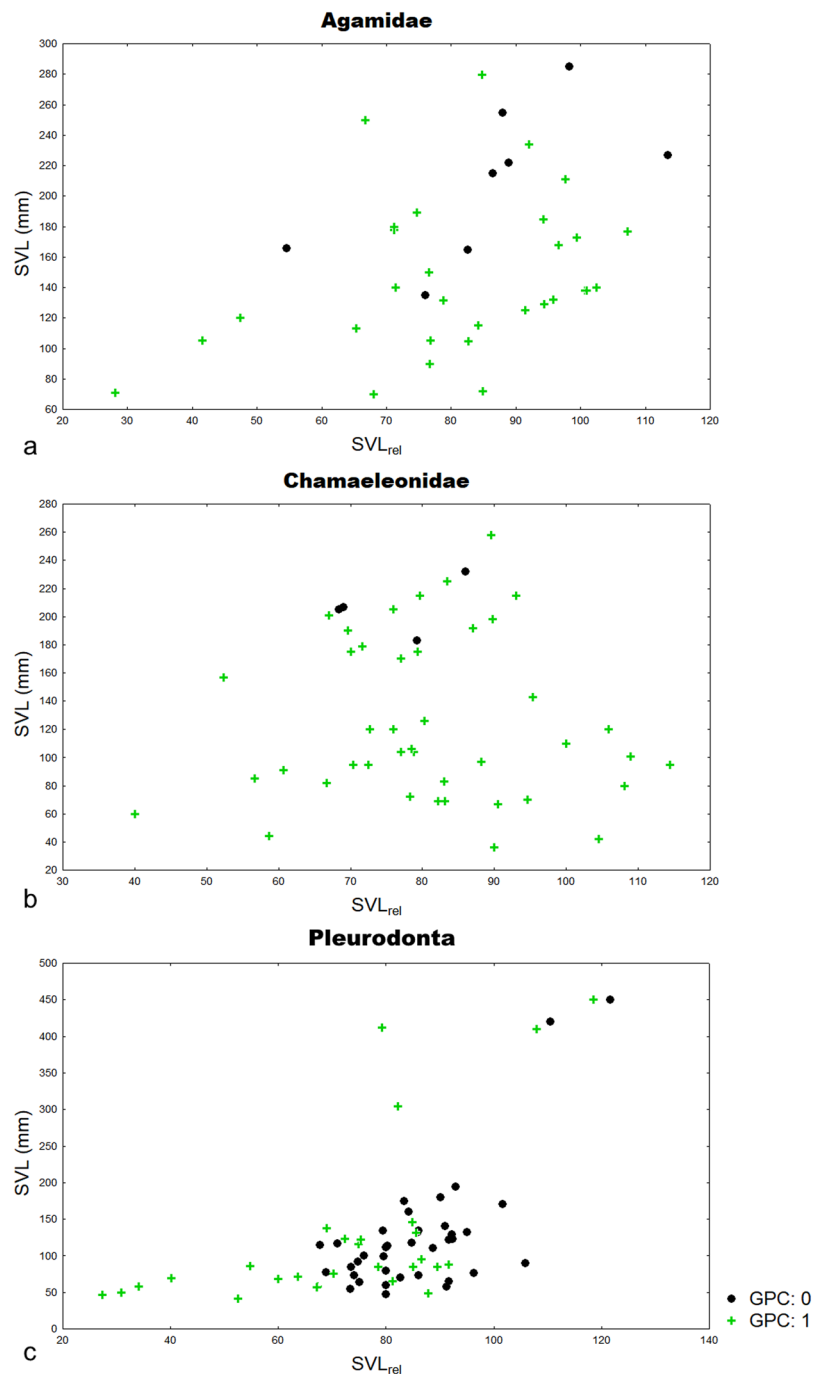 Agamidae
300
280
260
240
220
200
180
160
140
120
100
80
60
SVL (mm)
20 30 40 50 60 70 80 90 100 110 120
SVLrel
a
Chamaeleonidae
280
260
240
220
200
180
160
140
120
100
80
60
40
20
SVL (mm)
30 40 50 60 70 80 90 100 110 120
SVLrel
b
Pleurodonta
500
450
400
350
300
250
200
150
100
50
0
SVL (mm)
20 40 60 80 100 120 140
SVLrel
c
GPC: 0
GPC: 1